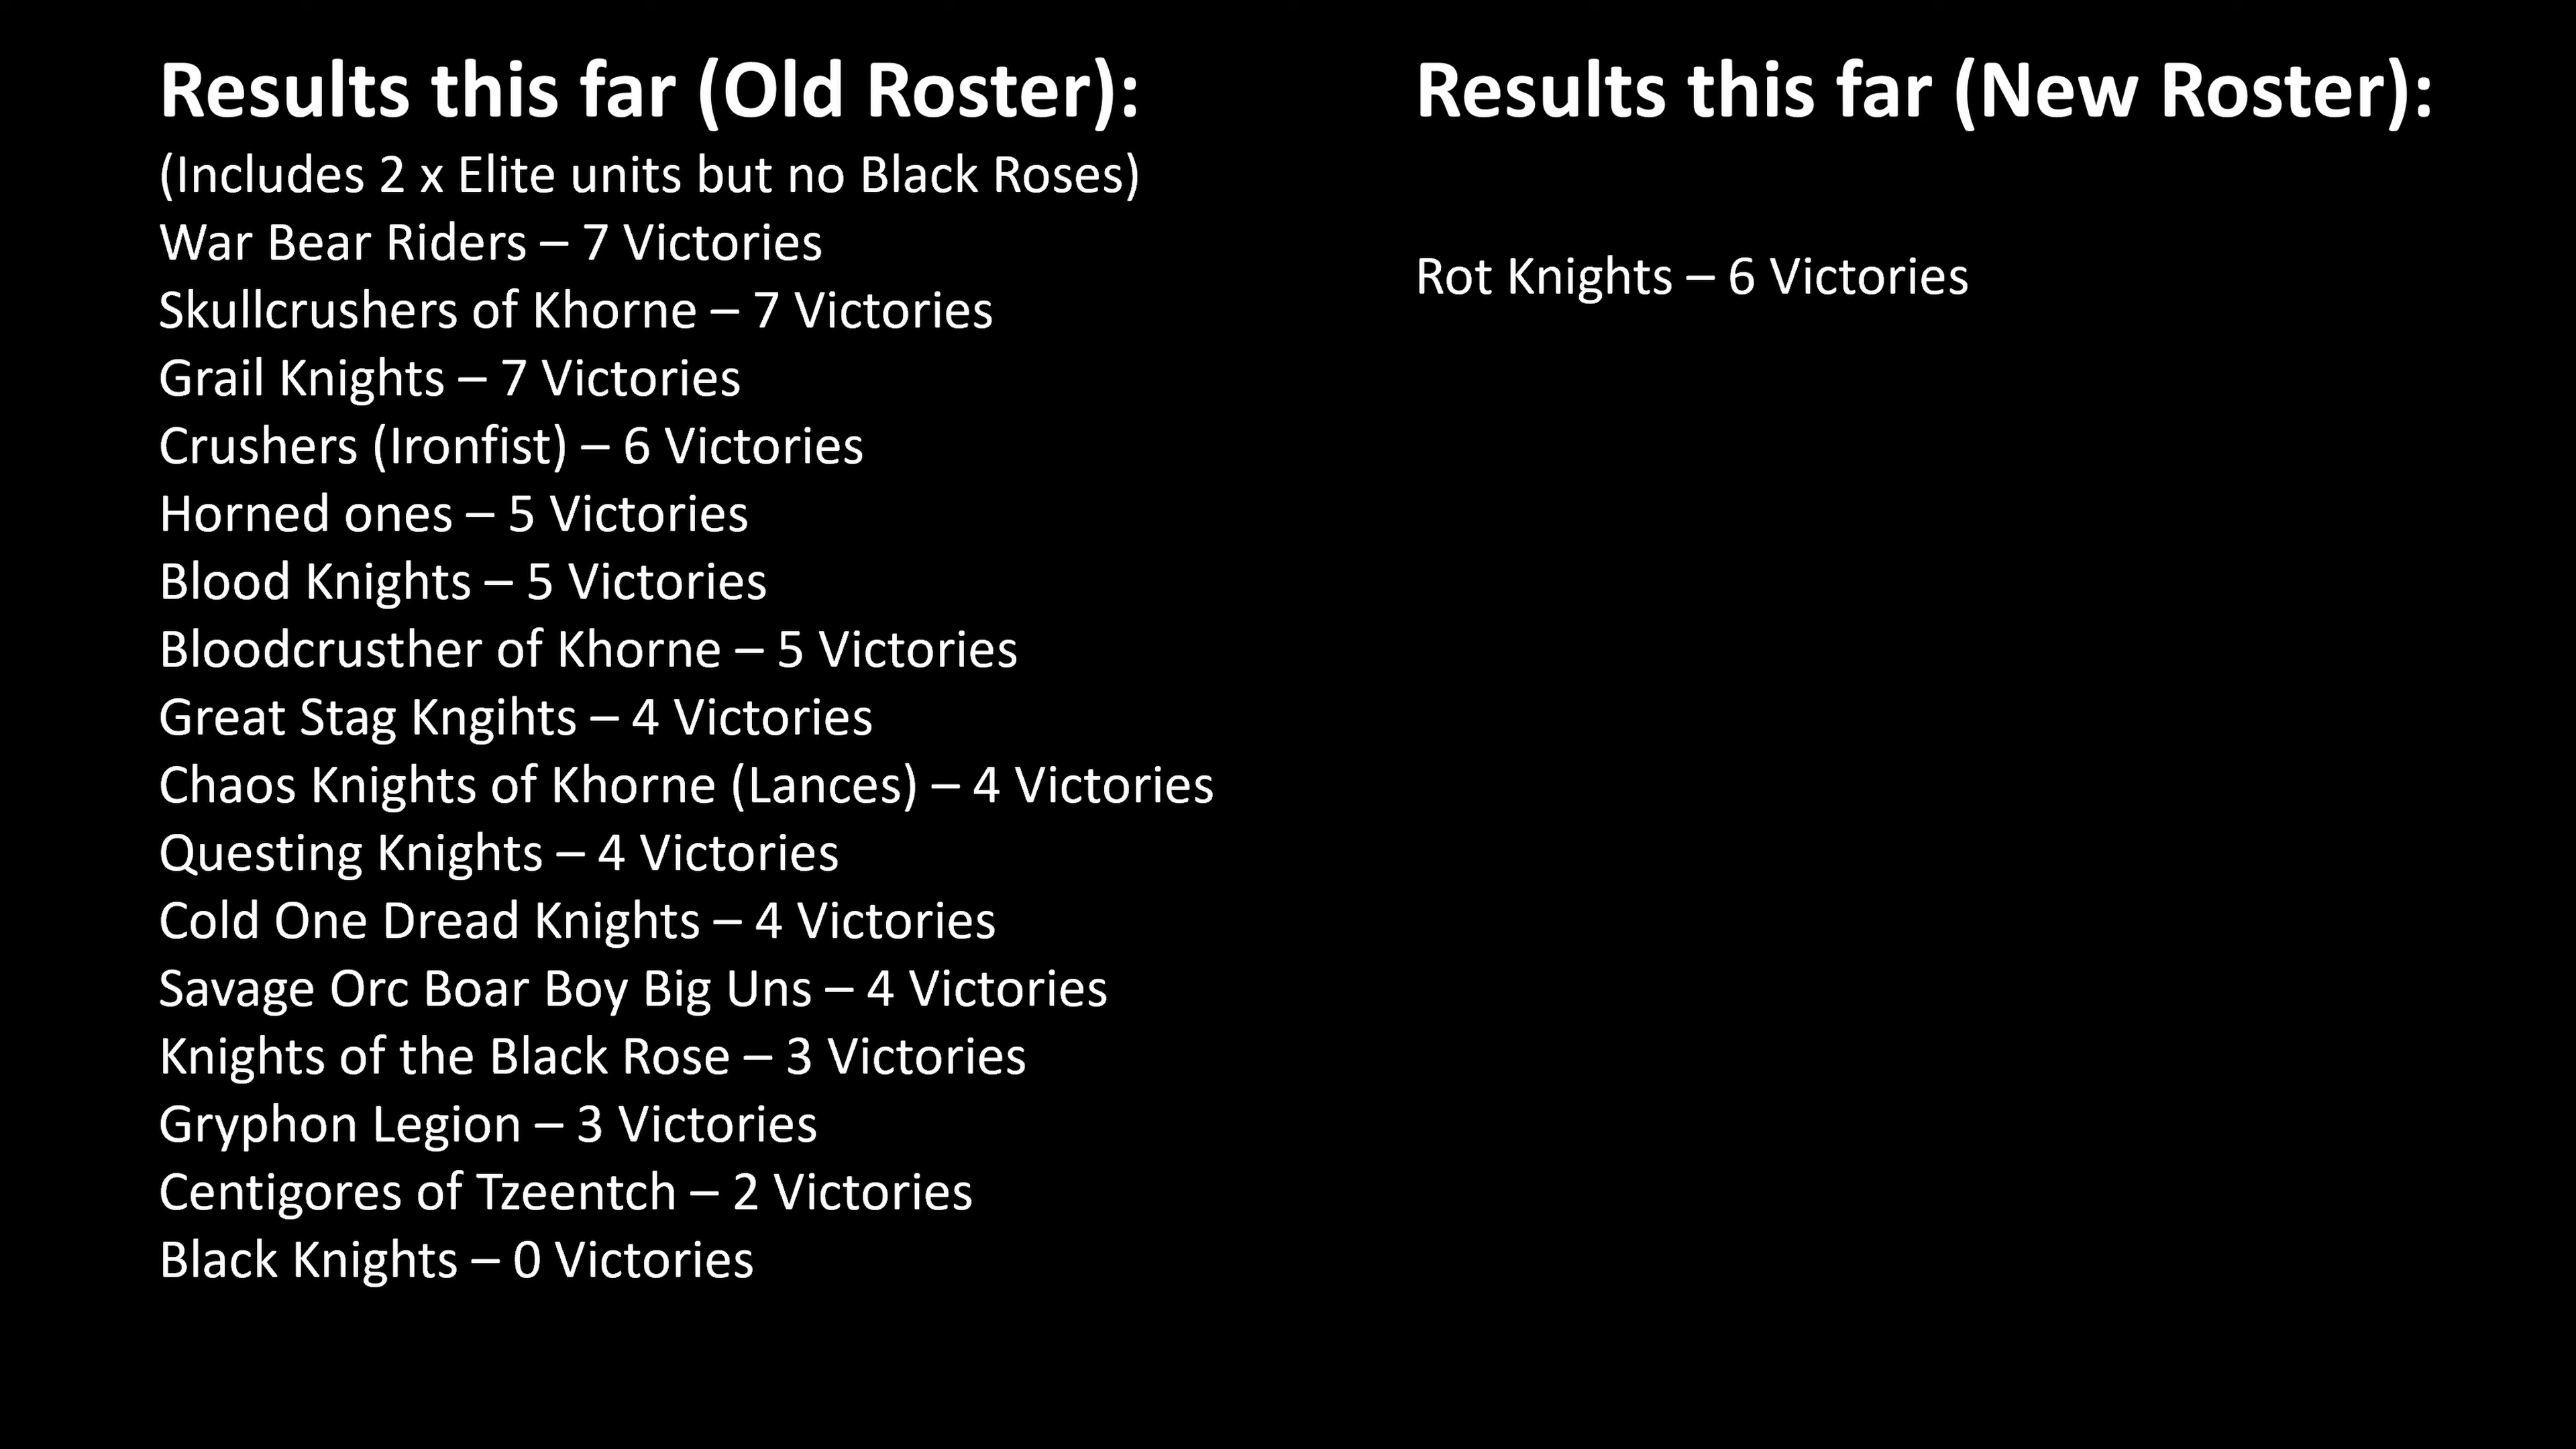 Results this far (Old Roster):
(Includes 2 x Elite units but no Black Roses)
War Bear Riders – 7 Victories
Skullcrushers of Khorne – 7 Victories
Grail Knights – 7 Victories
Crushers (Ironfist) – 6 Victories
Horned ones – 5 Victories
Blood Knights – 5 Victories
Bloodcrusther of Khorne – 5 Victories
Great Stag Kngihts – 4 Victories
Chaos Knights of Khorne (Lances) – 4 Victories
Questing Knights – 4 Victories
Cold One Dread Knights – 4 Victories
Savage Orc Boar Boy Big Uns – 4 Victories
Knights of the Black Rose – 3 Victories
Gryphon Legion – 3 Victories
Centigores of Tzeentch – 2 Victories
Black Knights – 0 Victories
Results this far (New Roster):
Rot Knights – 6 Victories